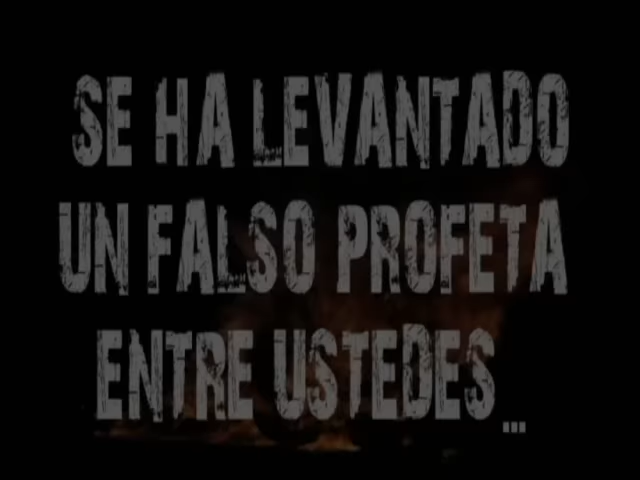 SE HA LEVANTADO
UN FALSO PROFETA
ENTRE USTEDES...